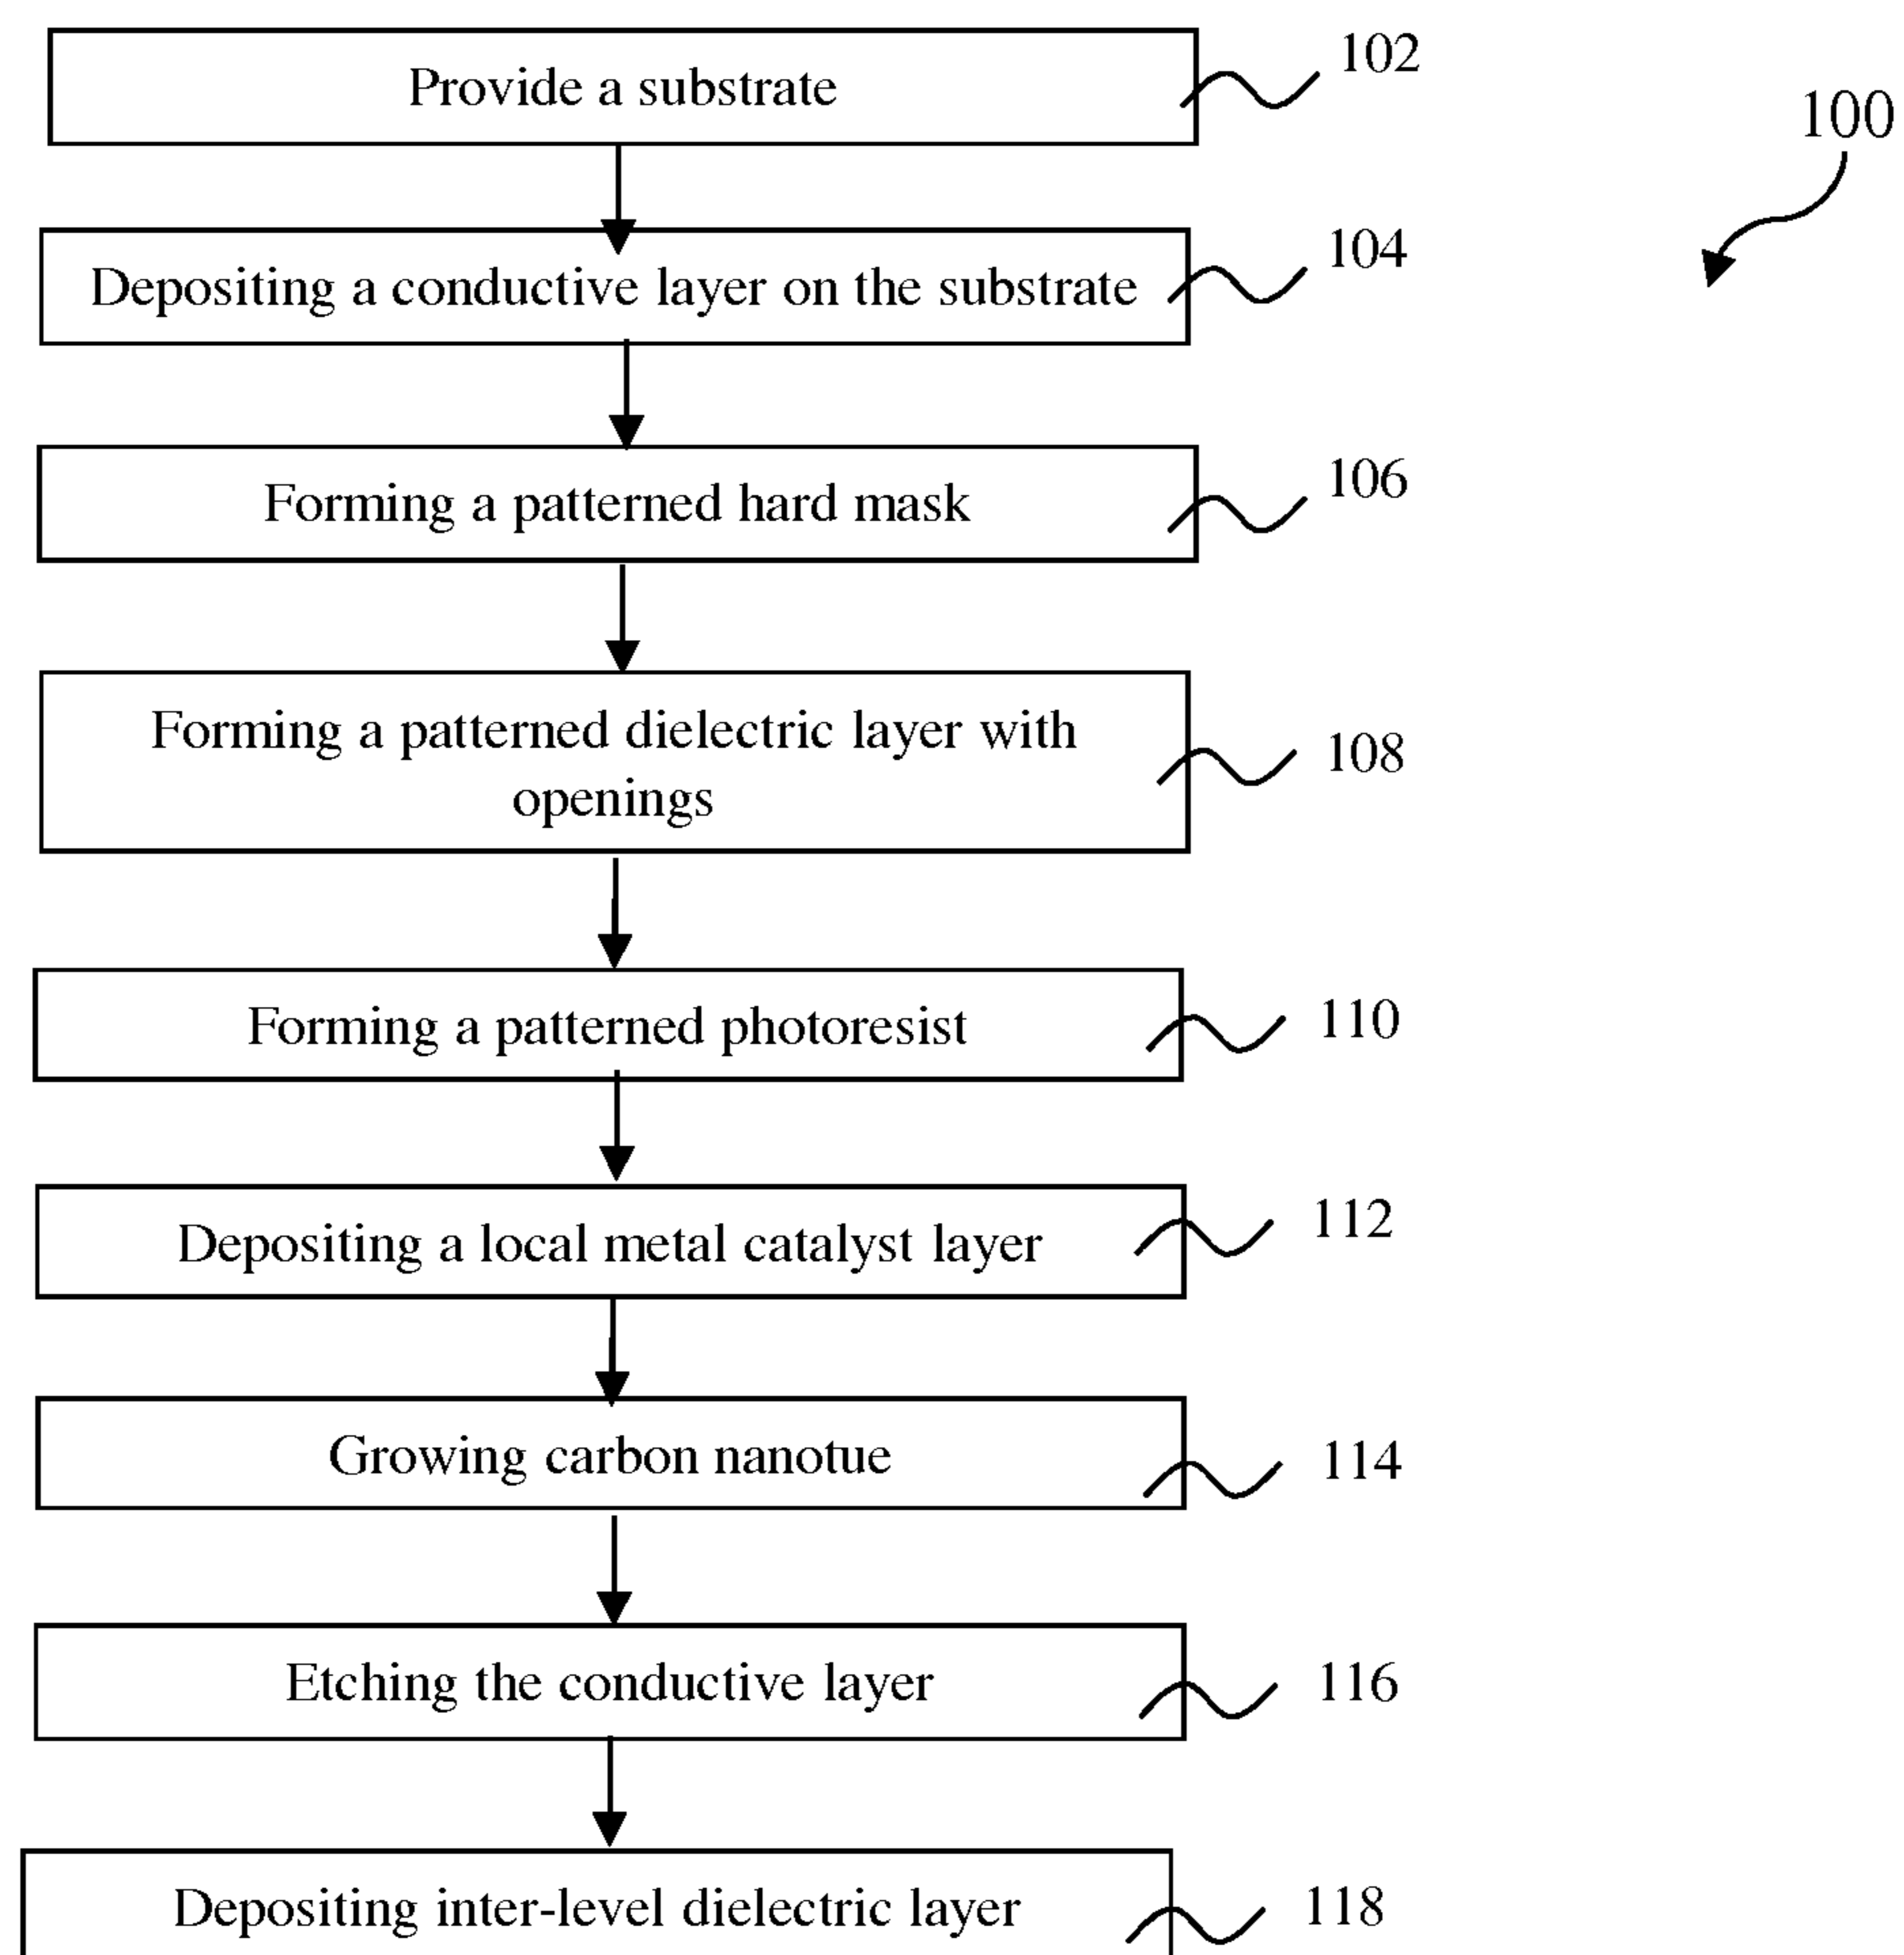 Provide a substrate
102
100
Depositing a conductive layer on the substrate
104
Forming a patterned hard mask
106
Forming a patterned dielectric layer with
openings
108
Forming a patterned photoresist
110
Depositing a local metal catalyst layer
112
Growing carbon nanotue
114
Etching the conductive layer
116
Depositing inter-level dielectric layer
118